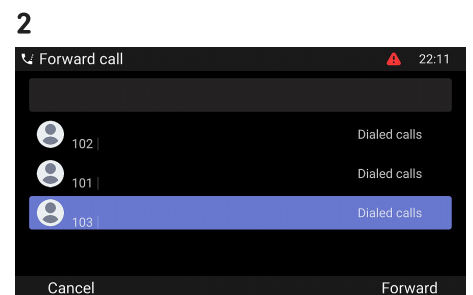 2
Forward call 22:11
102 Dialed calls
101 Dialed calls
103 Dialed calls
Cancel Forward